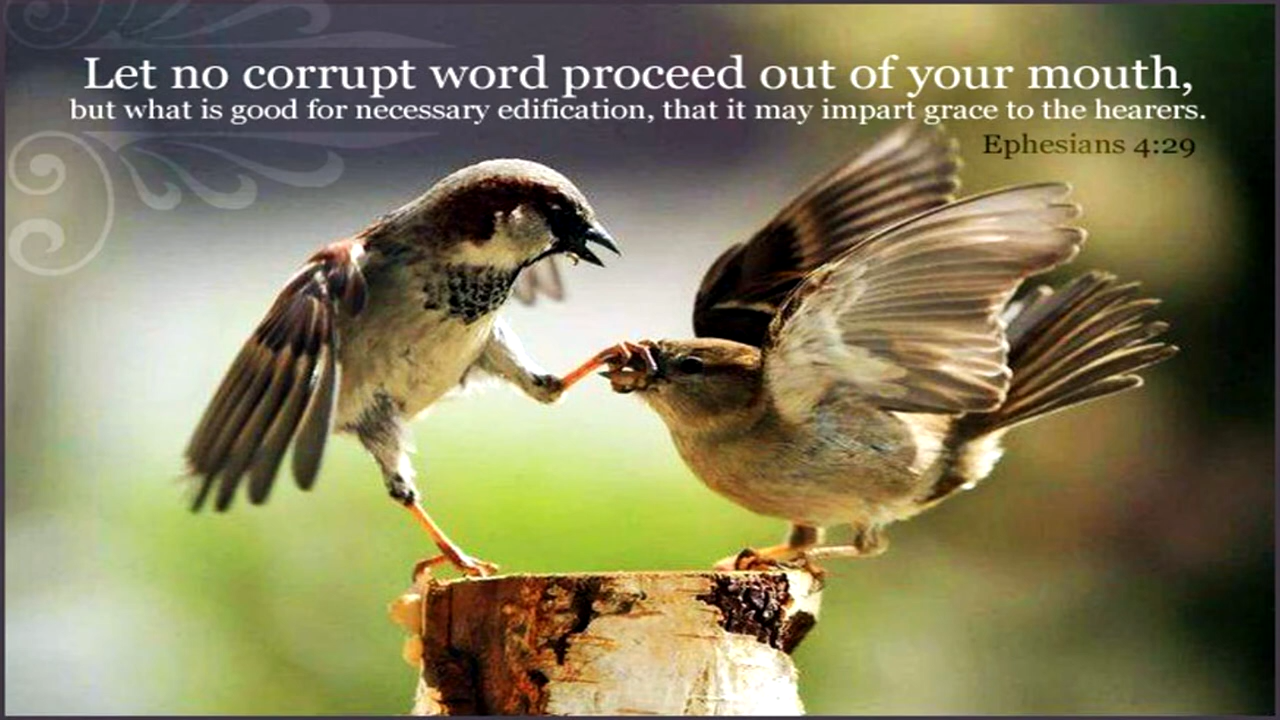 Let no corrupt word proceed out of your mouth,
but what is good for necessary edification, that it may impart grace to the hearers.
Ephesians 4:29